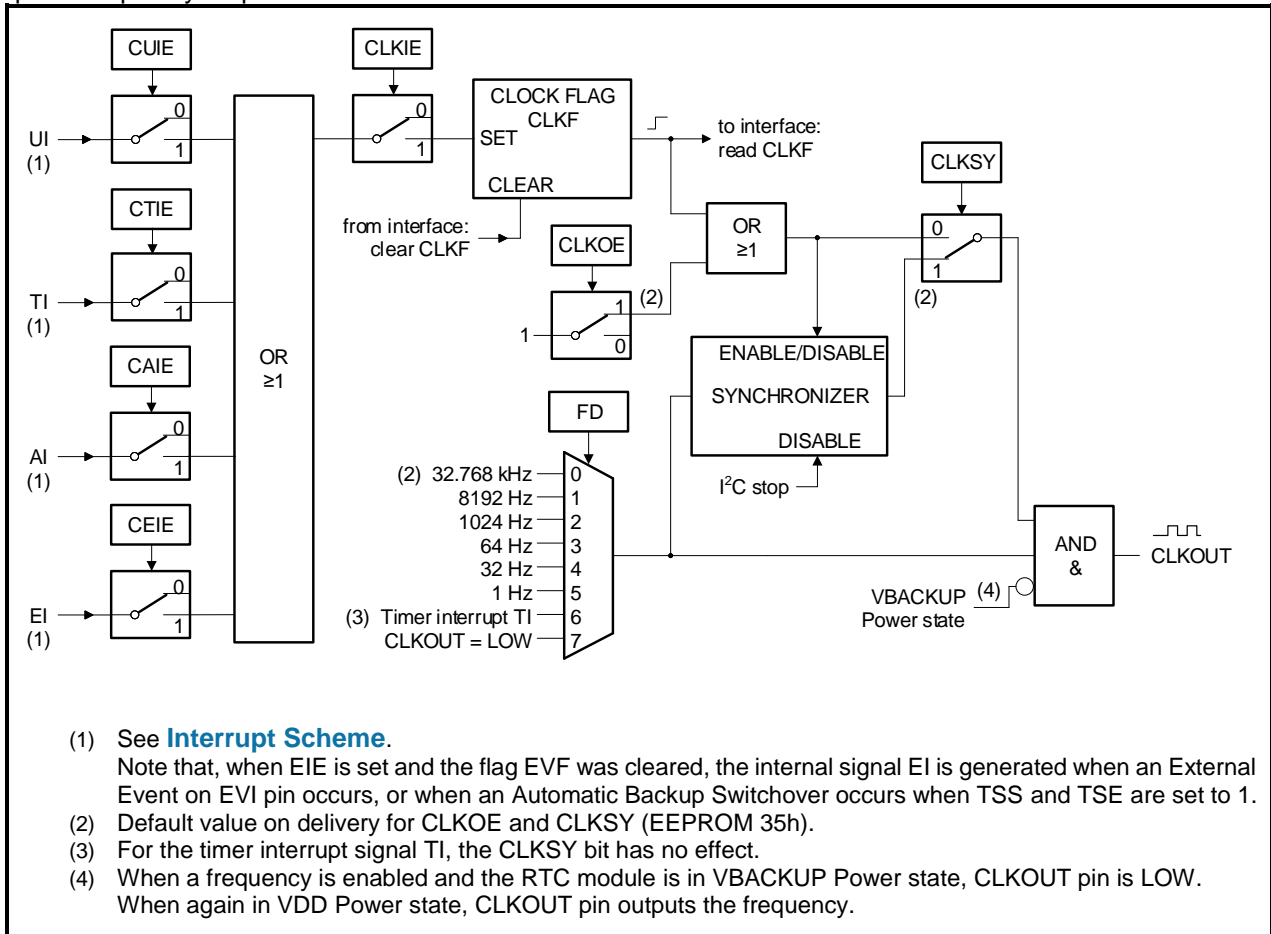 CUIE
CLKIE
0
1
UI
(1)
0
1
CLOCK FLAG
CLKF
SET
CLEAR
to interface:
read CLKF
CLKSY
CTIE
from interface:
clear CLKF
CLKOE
OR
≥1
0
1
(2)
0
1
TI
(1)
1
1
0
(2)
OR
≥1
CAIE
ENABLE/DISABLE
SYNCHRONIZER
DISABLE
I²C stop
FD
0
1
AI
(1)
(2) 32.768 kHz 0
8192 Hz 1
1024 Hz 2
64 Hz 3
32 Hz 4
1 Hz 5
(3) Timer interrupt TI 6
CLKOUT = LOW 7
CEIE
0
1
EI
(1)
AND
&
CLKOUT
VBACKUP (4)
Power state
(1) See Interrupt Scheme.
Note that, when EIE is set and the flag EVF was cleared, the internal signal EI is generated when an External
Event on EVI pin occurs, or when an Automatic Backup Switchover occurs when TSS and TSE are set to 1.
(2) Default value on delivery for CLKOE and CLKSY (EEPROM 35h).
(3) For the timer interrupt signal TI, the CLKSY bit has no effect.
(4) When a frequency is enabled and the RTC module is in VBACKUP Power state, CLKOUT pin is LOW.
When again in VDD Power state, CLKOUT pin outputs the frequency.